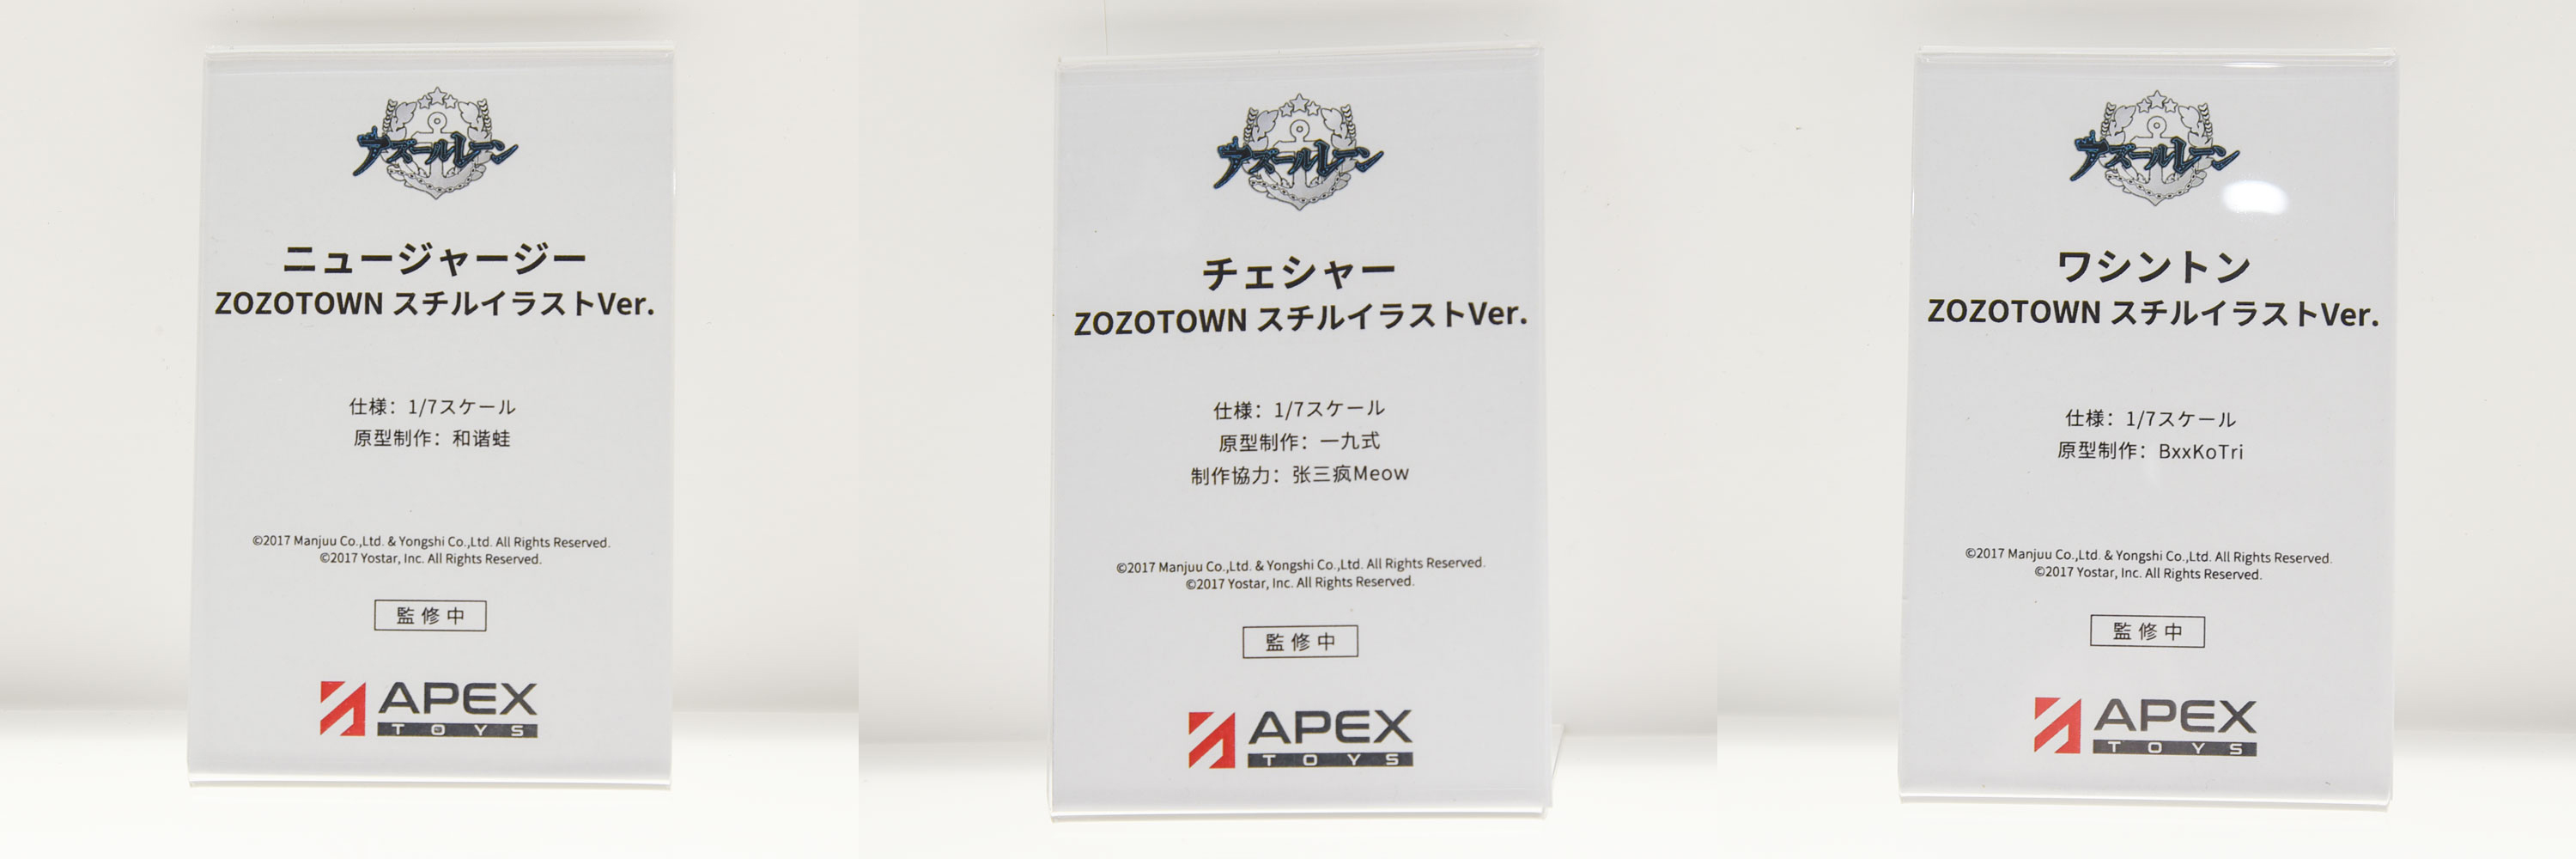 アズールレーン
ニュージャージー
ZOZOTOWN スチルイラストVer.
仕様：1/7スケール
原型制作：和谐蛙
©2017 Manjuu Co.,Ltd. & Yongshi Co.,Ltd. All Rights Reserved.
©2017 Yostar, Inc. All Rights Reserved.
監修中
APEX
TOYS
アズールレーン
チェシャー
ZOZOTOWN スチルイラストVer.
仕様：1/7スケール
原型制作：一九式
制作協力：张三疯Meow
©2017 Manjuu Co.,Ltd. & Yongshi Co.,Ltd. All Rights Reserved.
©2017 Yostar, Inc. All Rights Reserved.
監修中
APEX
TOYS
アズールレーン
ワシントン
ZOZOTOWN スチルイラストVer.
仕様：1/7スケール
原型制作：BxxKoTri
©2017 Manjuu Co.,Ltd. & Yongshi Co.,Ltd. All Rights Reserved.
©2017 Yostar, Inc. All Rights Reserved.
監修中
APEX
TOYS